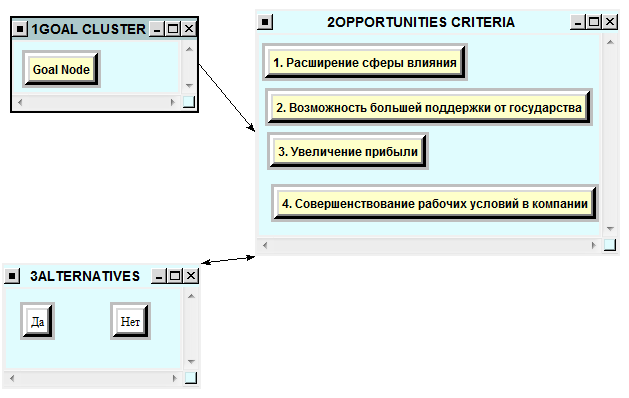 1GOAL CLUSTER
Goal Node
2OPPORTUNITIES CRITERIA
1. Расширение сферы влияния
2. Возможность большей поддержки от государства
3. Увеличение прибыли
4. Совершенствование рабочих условий в компании
3ALTERNATIVES
Да
Нет